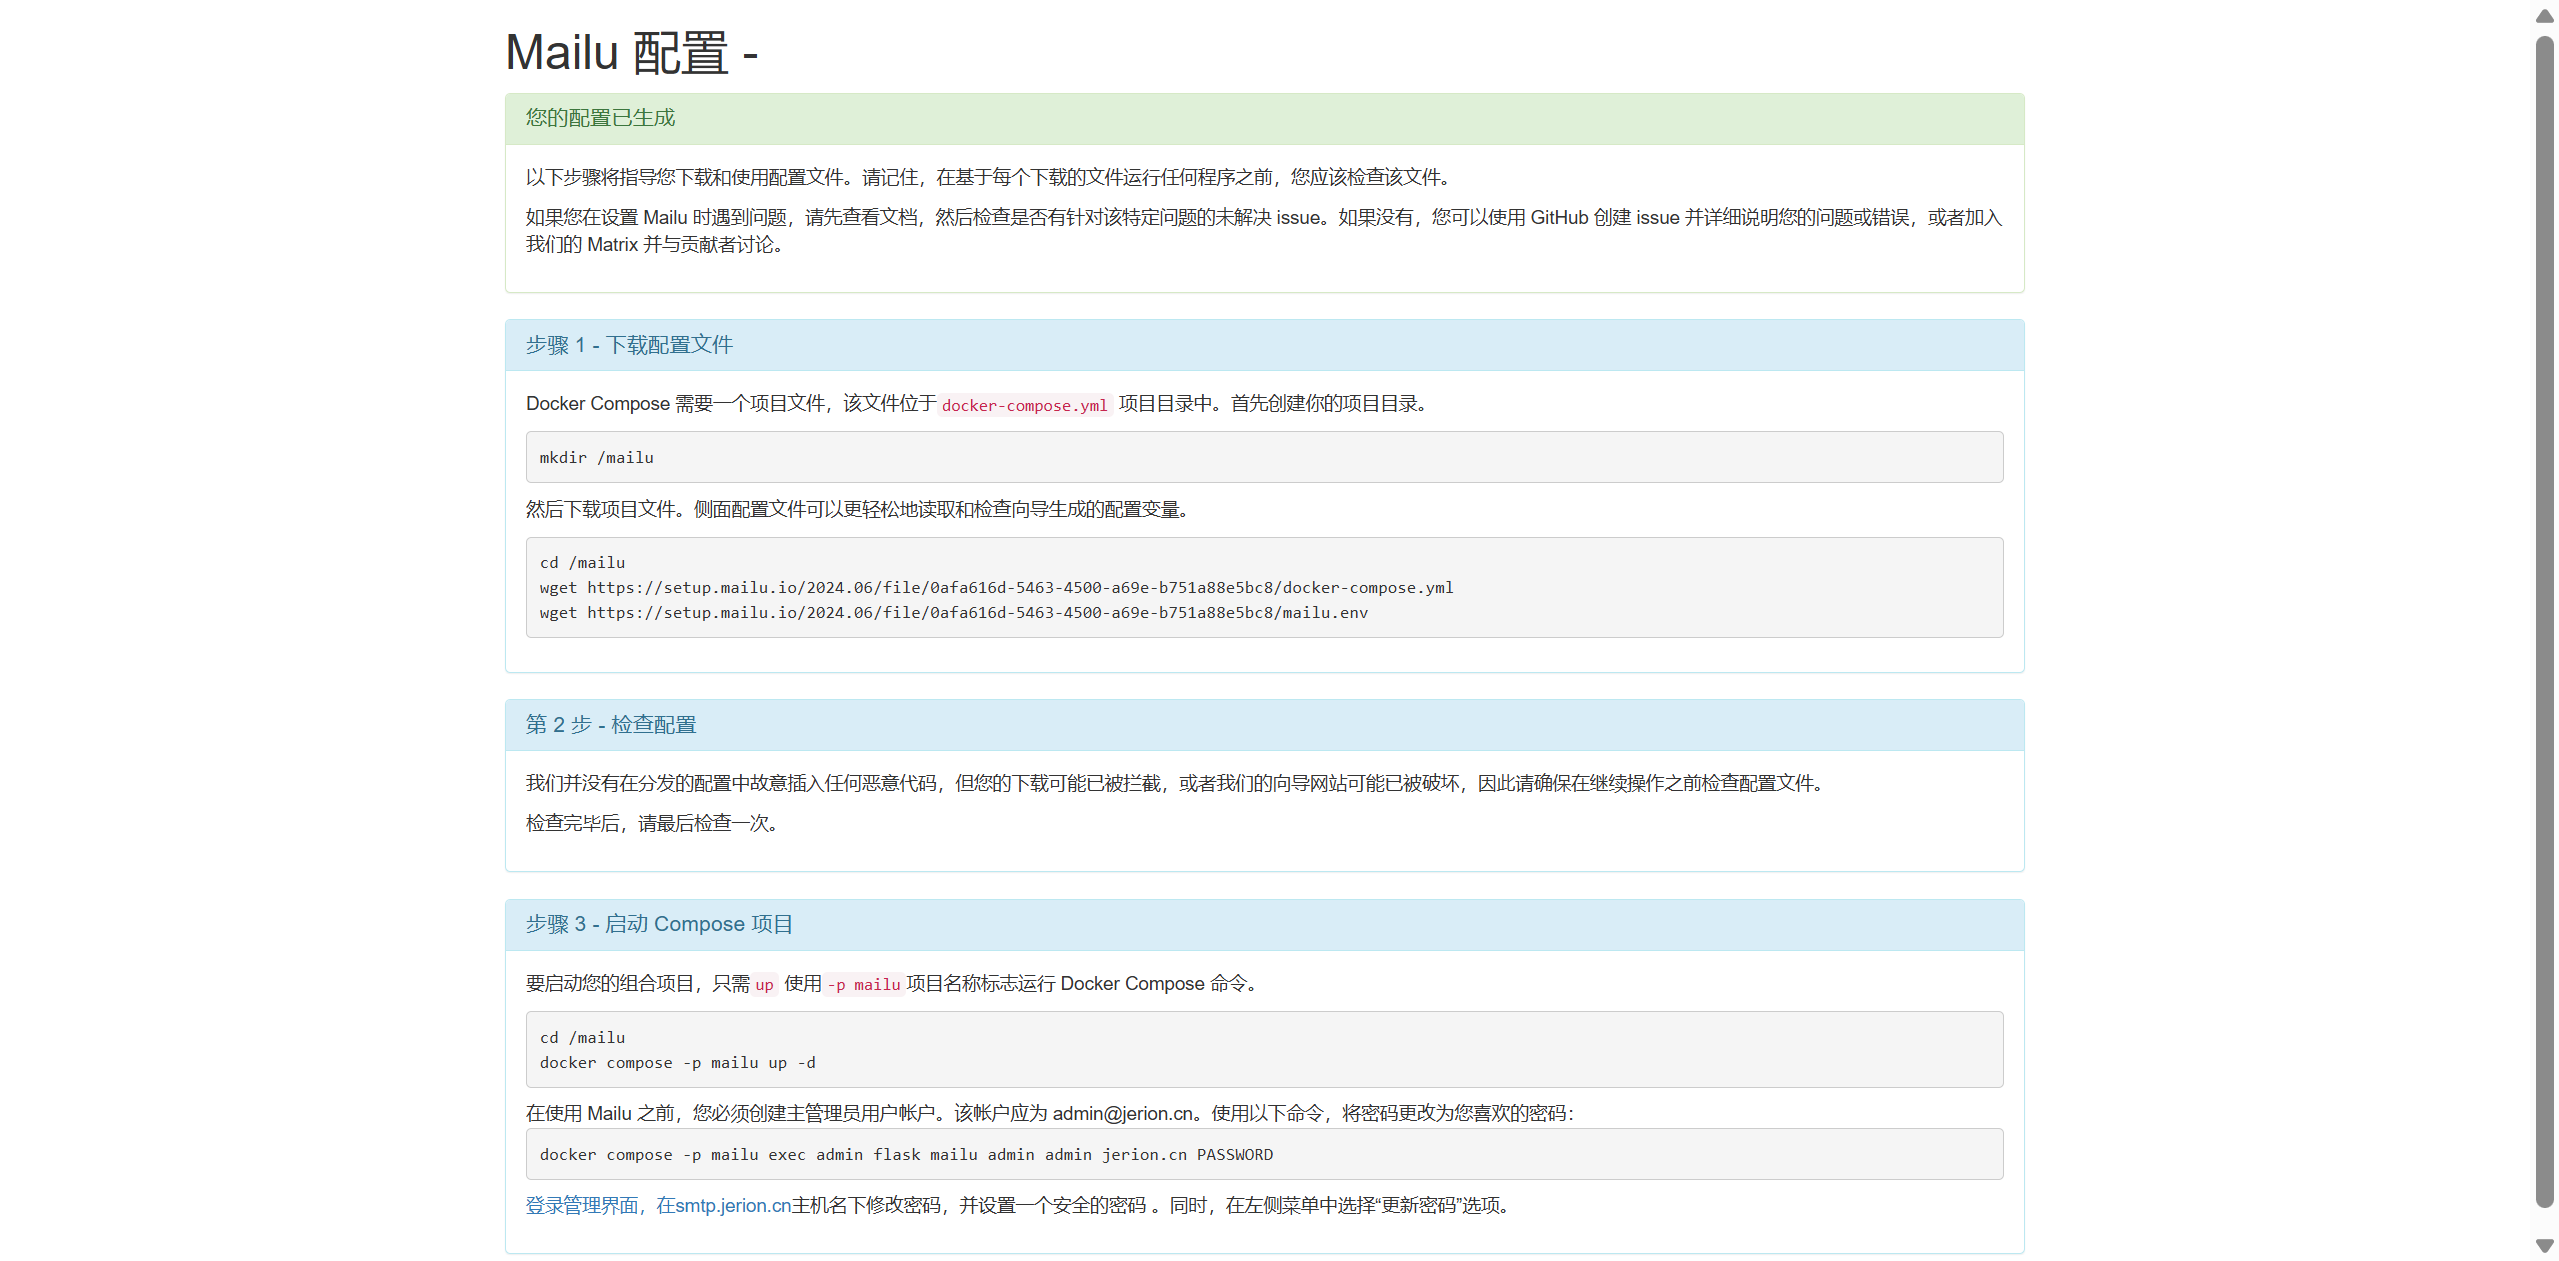 Mailu 配置 -
您的配置已生成
以下步骤将指导您下载和使用配置文件。请记住，在基于每个下载的文件运行任何程序之前，您应该检查该文件。
如果您在设置 Mailu 时遇到问题，请先查看文档，然后检查是否有针对该特定问题的未解决 issue。如果没有，您可以使用 GitHub 创建 issue 并详细说明您的问题或错误，或者加入
我们的 Matrix 并与贡献者讨论。
步骤 1 - 下载配置文件
Docker Compose 需要一个项目文件，该文件位于 docker-compose.yml 项目目录中。首先创建你的项目目录。
mkdir /mailu
然后下载项目文件。侧面配置文件可以更轻松地读取和检查向导生成的配置变量。
cd /mailu
wget https://setup.mailu.io/2024.06/file/0afa616d-5463-4500-a69e-b751a88e5bc8/docker-compose.yml
wget https://setup.mailu.io/2024.06/file/0afa616d-5463-4500-a69e-b751a88e5bc8/mailu.env
第 2 步 - 检查配置
我们并没有在分发的配置中故意插入任何恶意代码，但您的下载可能已被拦截，或者我们的向导网站可能已被破坏，因此请确保在继续操作之前检查配置文件。
检查完毕后，请最后检查一次。
步骤 3 - 启动 Compose 项目
要启动您的组合项目，只需 up 使用 -p mailu 项目名称标志运行 Docker Compose 命令。
cd /mailu
docker compose -p mailu up -d
在使用 Mailu 之前，您必须创建主管理员用户帐户。该帐户应为 admin@jerion.cn。使用以下命令，将密码更改为您喜欢的密码：
docker compose -p mailu exec admin flask mailu admin admin jerion.cn PASSWORD
登录管理界面，在smtp.jerion.cn主机名下修改密码，并设置一个安全的密码 。同时，在左侧菜单中选择“更新密码”选项。